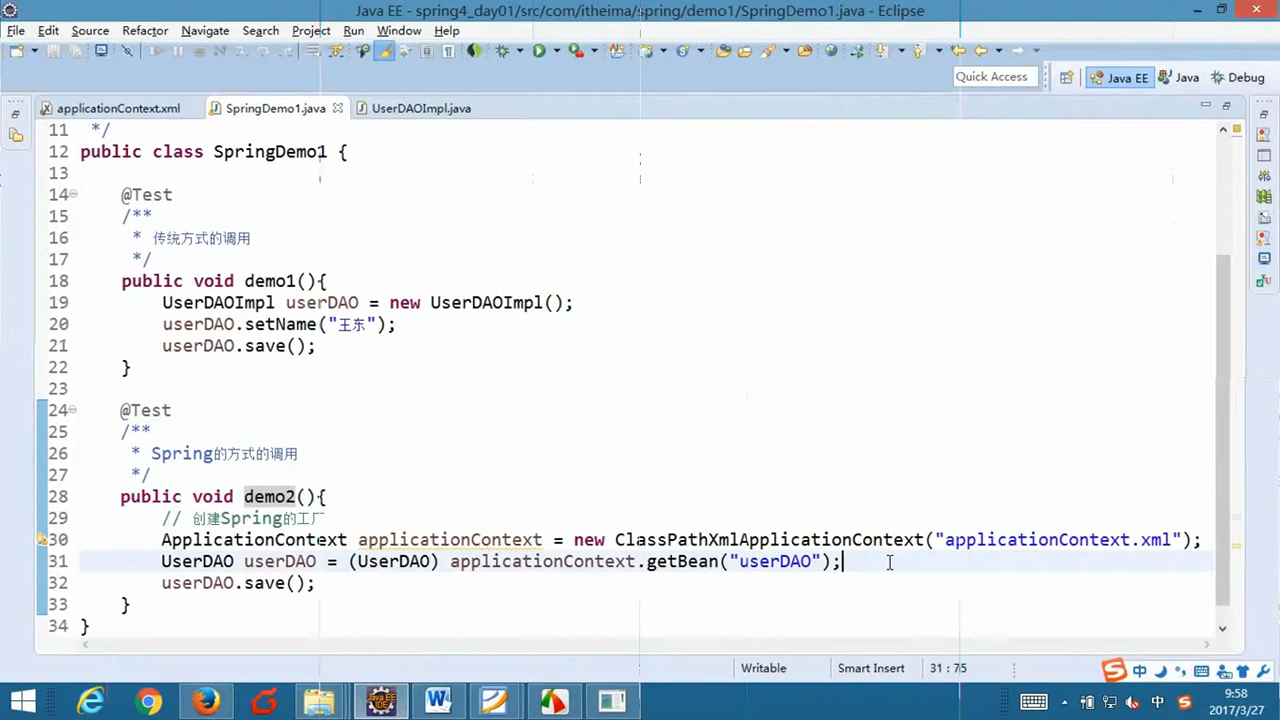 Java EE - spring4_day01/src/com/itheima/spring/demo1/SpringDemo1.java - Eclipse
File Edit Source Refactor Navigate Search Project Run Window Help
Quick Access Java EE Java Debug
applicationContext.xml SpringDemo1.java UserDAOImpl.java
11 */
12 public class SpringDemo1 {
13
14 @Test
15 /**
16 * 传统方式的调用
17 */
18 public void demo1(){
19 UserDAOImpl userDAO = new UserDAOImpl();
20 userDAO.setName("王东");
21 userDAO.save();
22 }
23
24 @Test
25 /**
26 * Spring的方式的调用
27 */
28 public void demo2(){
29 // 创建Spring的工厂
30 ApplicationContext applicationContext = new ClassPathXmlApplicationContext("applicationContext.xml");
31 UserDAO userDAO = (UserDAO) applicationContext.getBean("userDAO");
32 userDAO.save();
33 }
34 }
Writable Smart Insert 31 : 75
中
中
9:58
2017/3/27